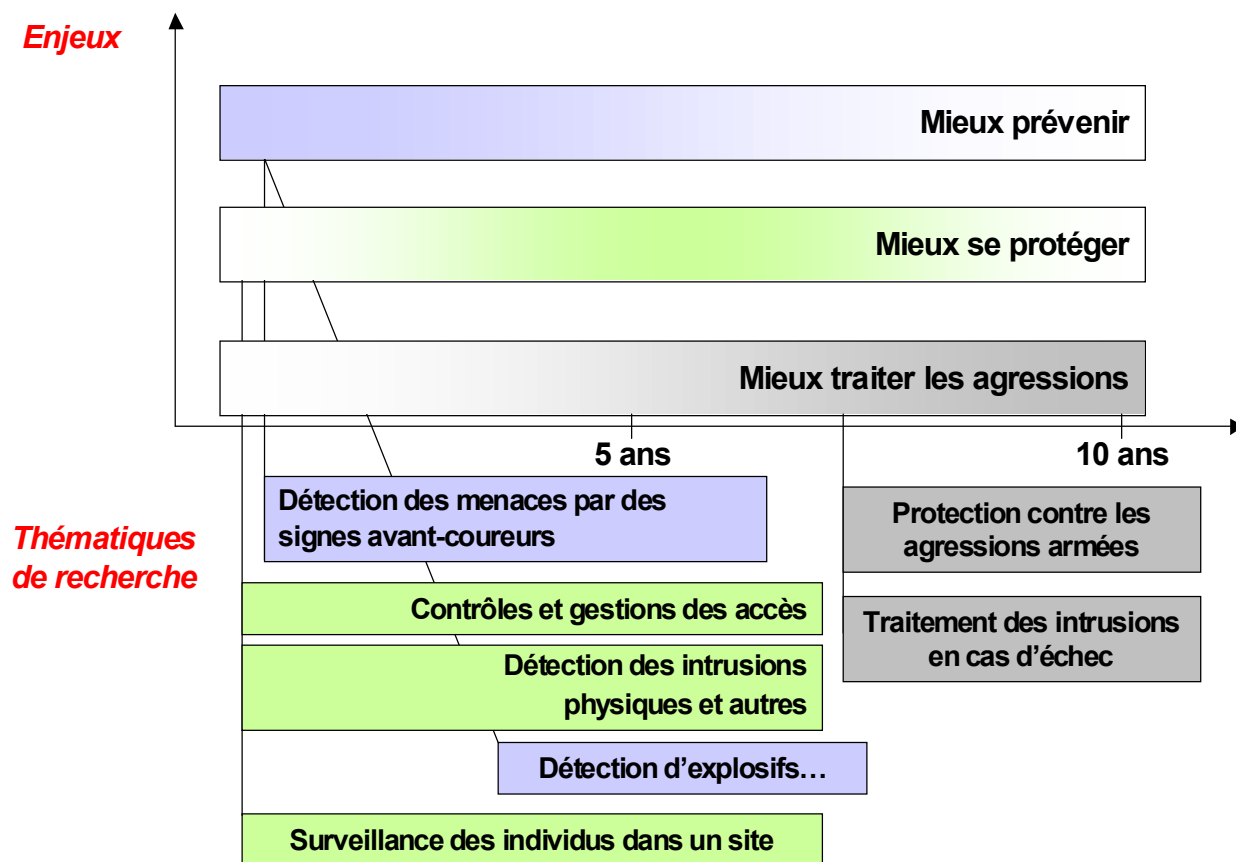 Enjeux
Mieux prévenir
Mieux se protéger
Mieux traiter les agressions
5 ans
10 ans
Thématiques
de recherche
Détection des menaces par des
signes avant-coureurs
Protection contre les
agressions armées
Contrôles et gestions des accès
Traitement des intrusions
en cas d’échec
Détection des intrusions
physiques et autres
Détection d’explosifs…
Surveillance des individus dans un site